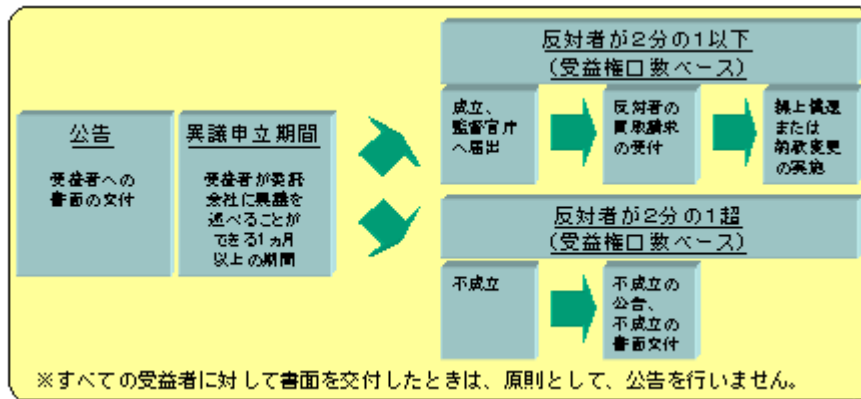 公告
受益者への
書面の交付
異議申立期間
受益者が委託
会社に異議を
述べることが
できる1ヵ月
以上の期間
反対者が2分の1以下
(受益権口数ベース)
成立、
監督官庁
へ届出
反対者の
買取請求
の受付
繰上償還
または
約款変更
の実施
反対者が2分の1超
(受益権口数ベース)
不成立
不成立の
公告、
不成立の
書面交付
※すべての受益者に対して書面を交付したときは、原則として、公告を行いません。